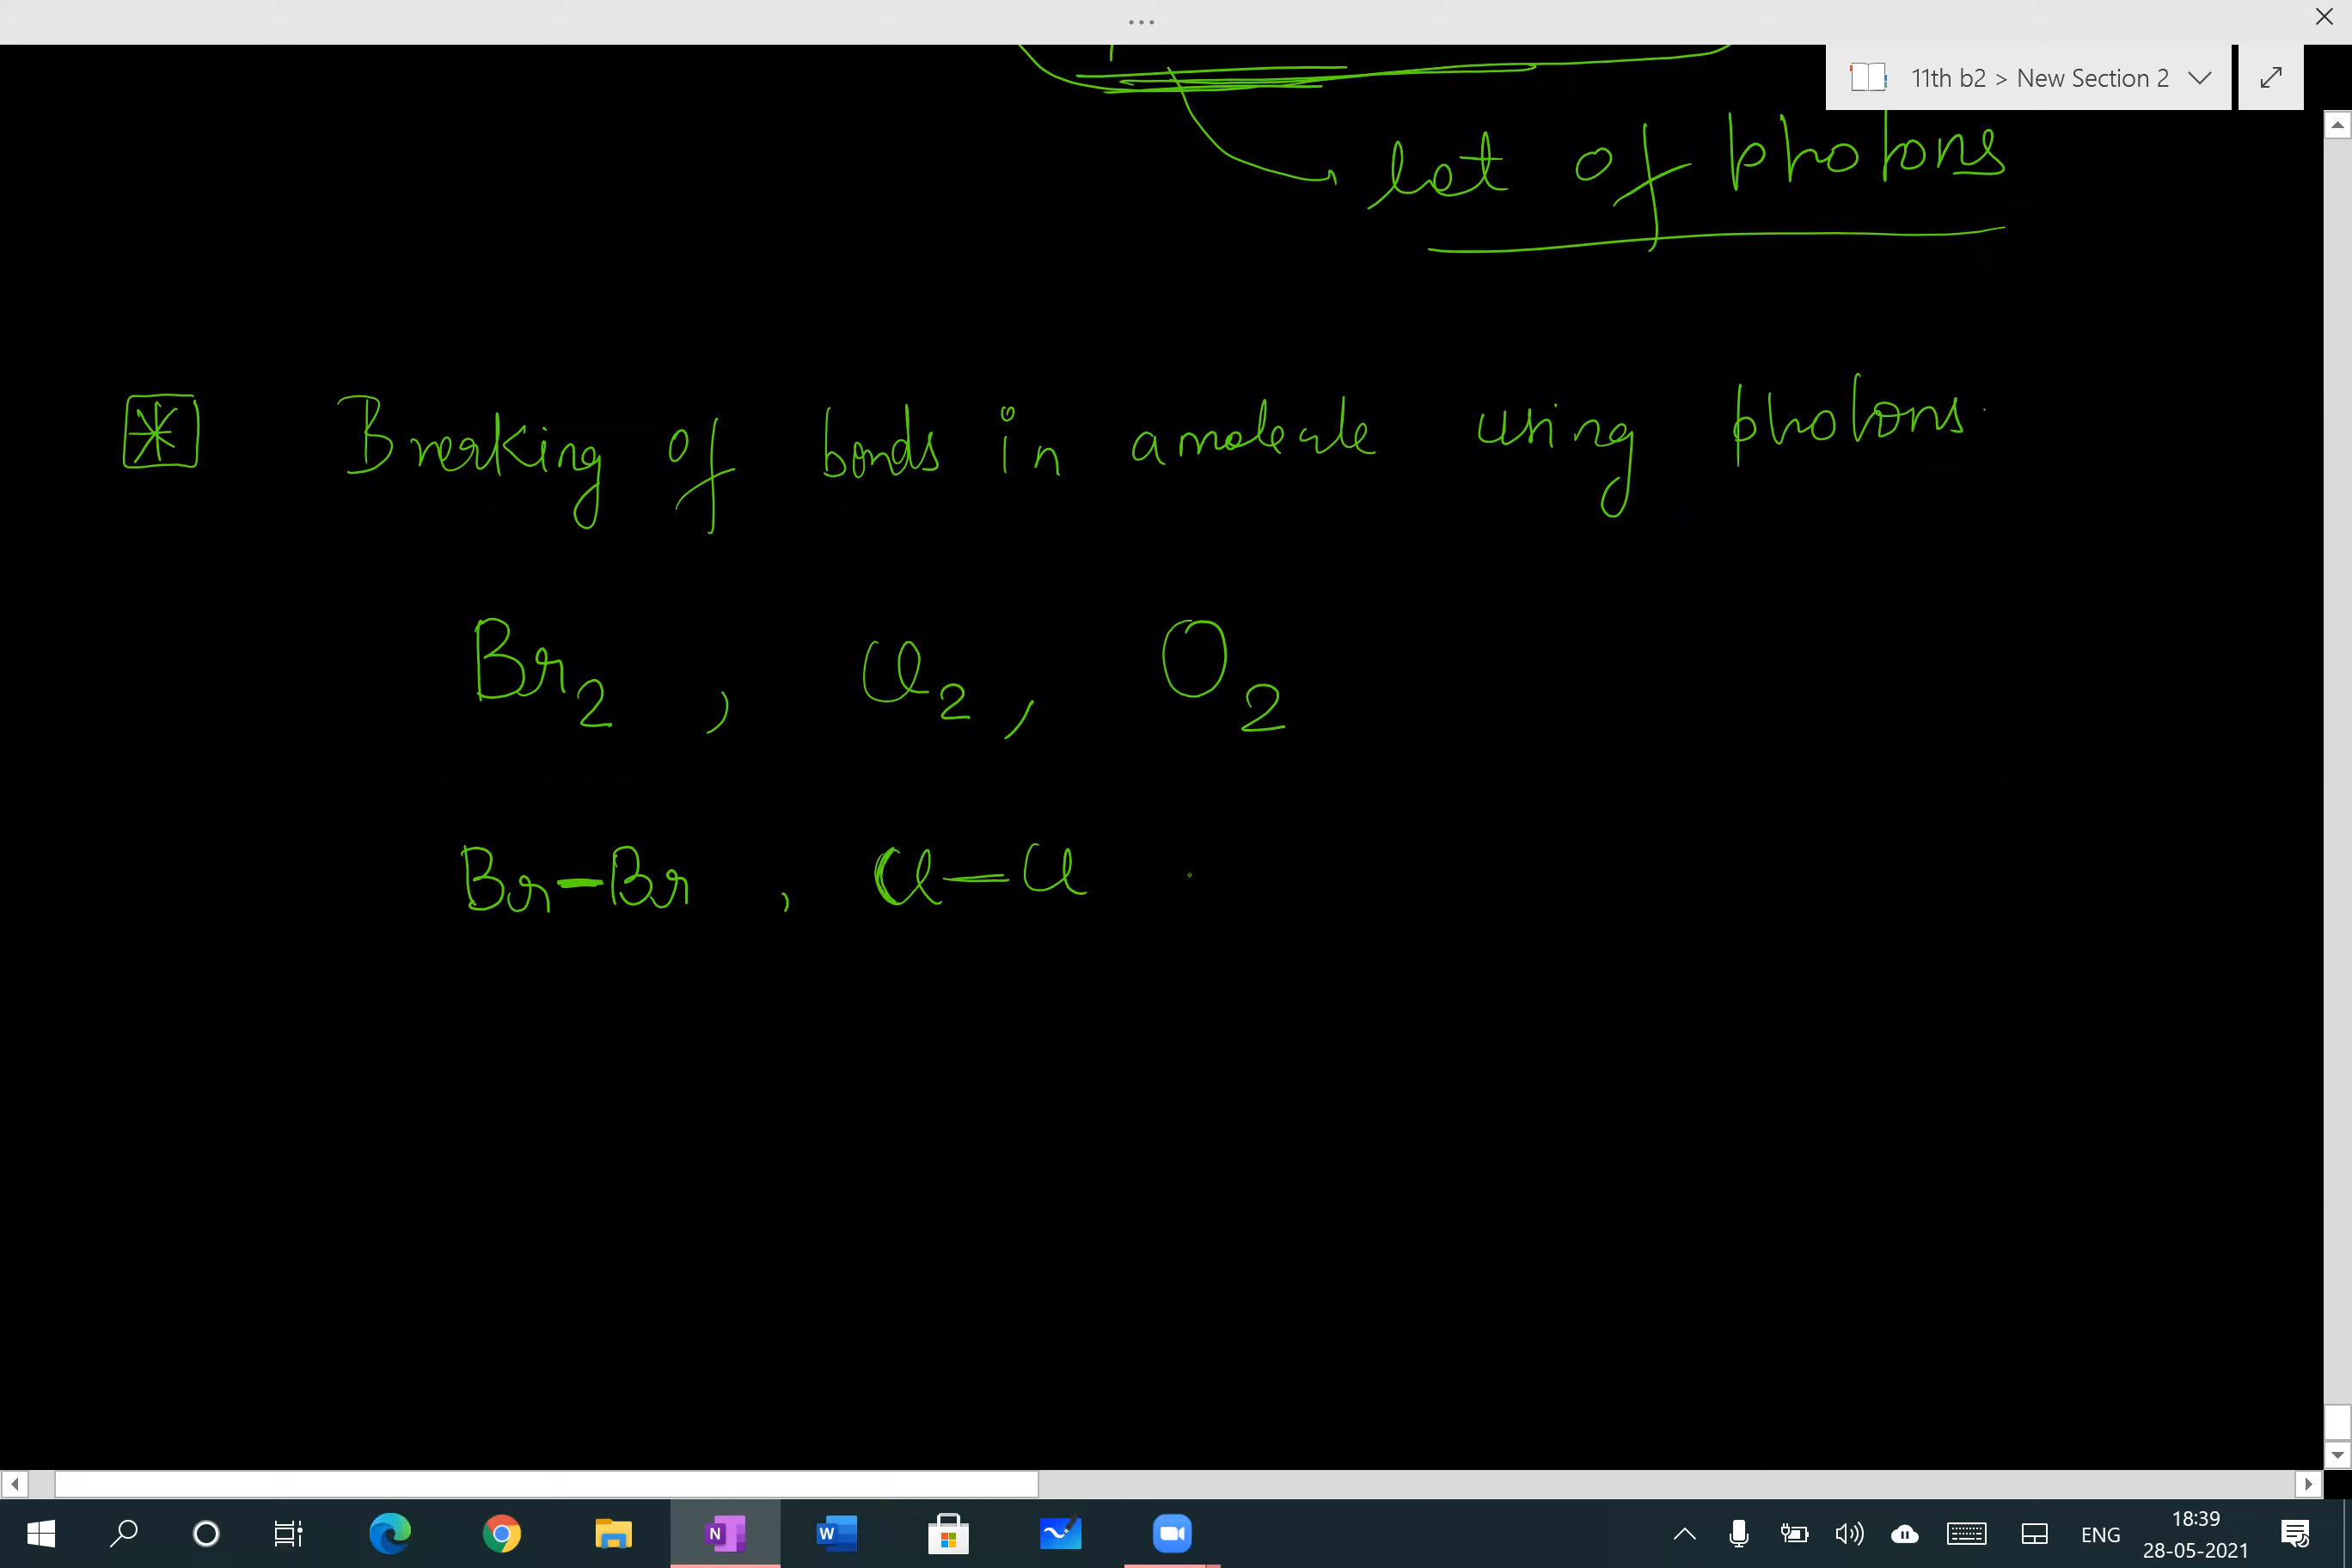 11th b2 > New Section 2
lot of photons
Breaking of bonds in a molecule using photons.
Br2 , Cl2 , O2
Br-Br , Cl-Cl
ENG
18:39
28-05-2021